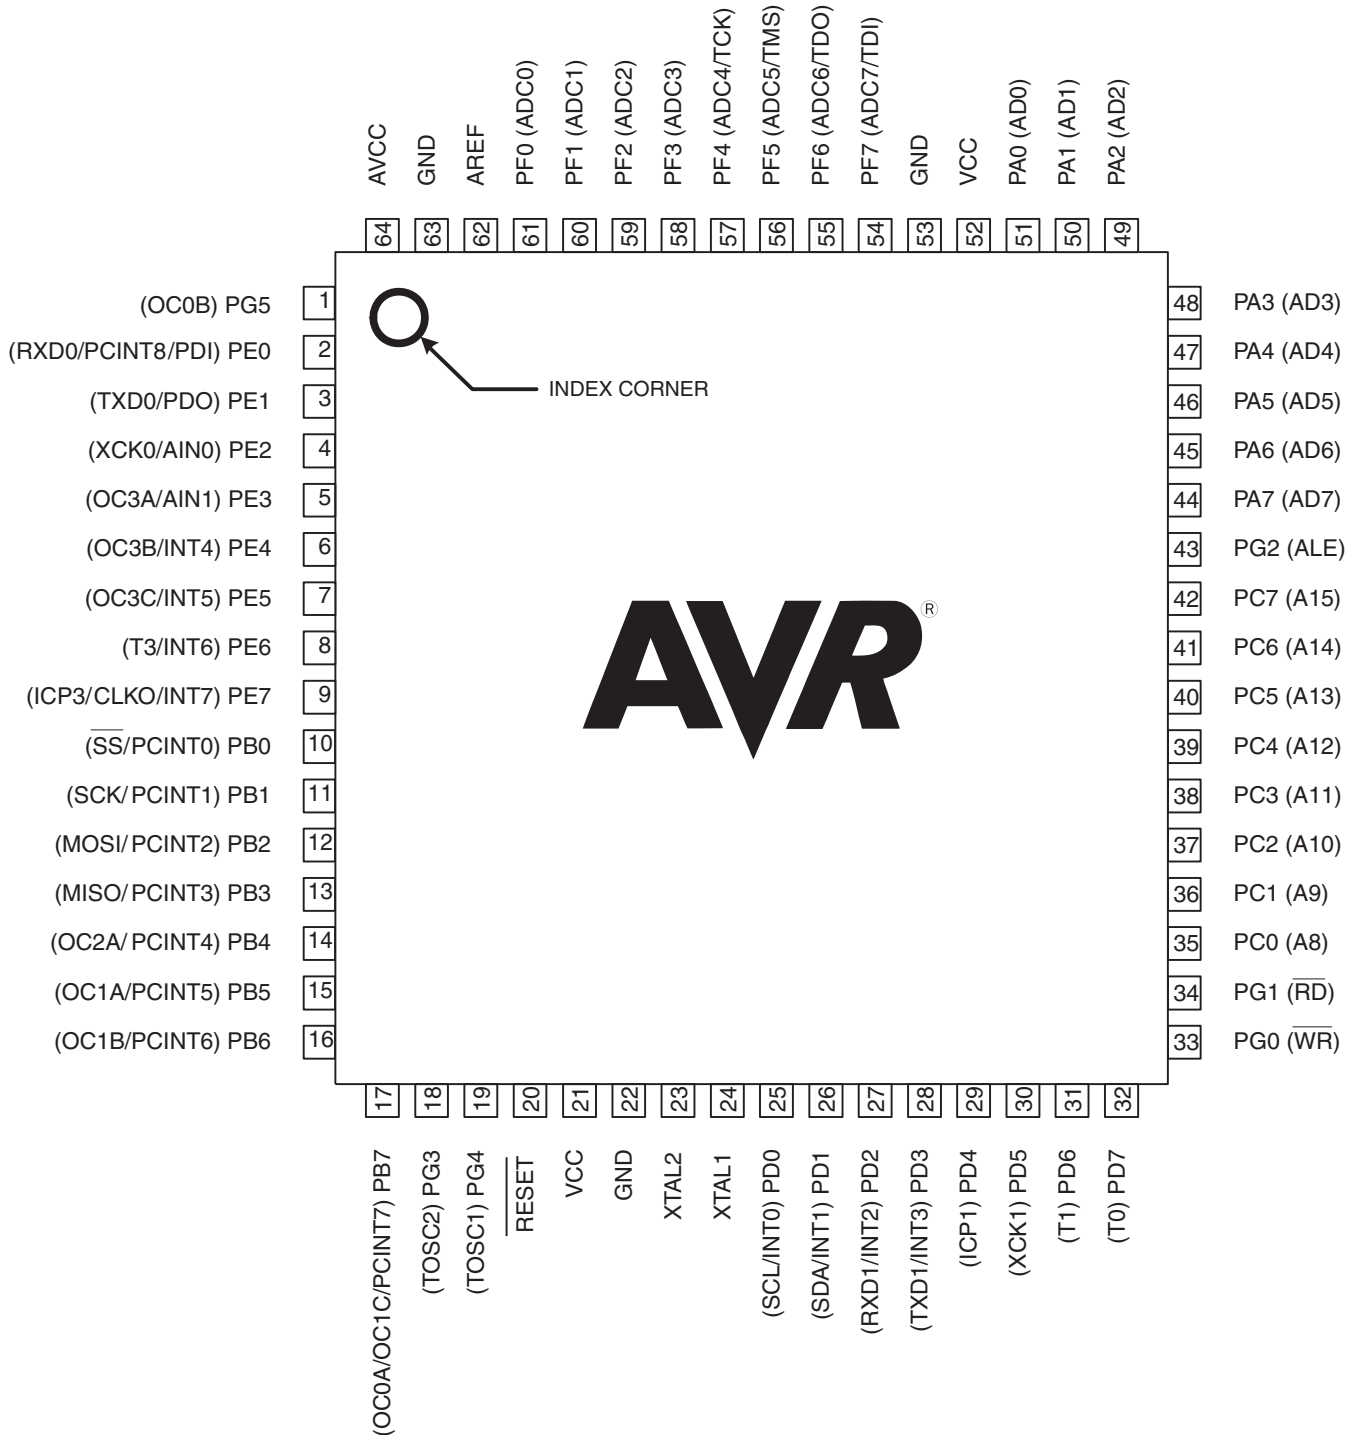 AVCC
GND
AREF
PF0 (ADC0)
PF1 (ADC1)
PF2 (ADC2)
PF3 (ADC3)
PF4 (ADC4/TCK)
PF5 (ADC5/TMS)
PF6 (ADC6/TDO)
PF7 (ADC7/TDI)
GND
VCC
PA0 (AD0)
PA1 (AD1)
PA2 (AD2)
64
63
62
61
60
59
58
57
56
55
54
53
52
51
50
49
(OC0B) PG5 1
(RXD0/PCINT8/PDI) PE0 2
(TXD0/PDO) PE1 3
(XCK0/AIN0) PE2 4
(OC3A/AIN1) PE3 5
(OC3B/INT4) PE4 6
(OC3C/INT5) PE5 7
(T3/INT6) PE6 8
(ICP3/CLKO/INT7) PE7 9
(S̅S̅/PCINT0) PB0 10
(SCK/ PCINT1) PB1 11
(MOSI/ PCINT2) PB2 12
(MISO/ PCINT3) PB3 13
(OC2A/ PCINT4) PB4 14
(OC1A/PCINT5) PB5 15
(OC1B/PCINT6) PB6 16
INDEX CORNER
AVR®
48 PA3 (AD3)
47 PA4 (AD4)
46 PA5 (AD5)
45 PA6 (AD6)
44 PA7 (AD7)
43 PG2 (ALE)
42 PC7 (A15)
41 PC6 (A14)
40 PC5 (A13)
39 PC4 (A12)
38 PC3 (A11)
37 PC2 (A10)
36 PC1 (A9)
35 PC0 (A8)
34 PG1 (R̅D̅)
33 PG0 (W̅R̅)
17
18
19
20
21
22
23
24
25
26
27
28
29
30
31
32
(OC0A/OC1C/PCINT7) PB7
(TOSC2) PG3
(TOSC1) PG4
R̅E̅S̅E̅T̅
VCC
GND
XTAL2
XTAL1
(SCL/INT0) PD0
(SDA/INT1) PD1
(RXD1/INT2) PD2
(TXD1/INT3) PD3
(ICP1) PD4
(XCK1) PD5
(T1) PD6
(T0) PD7